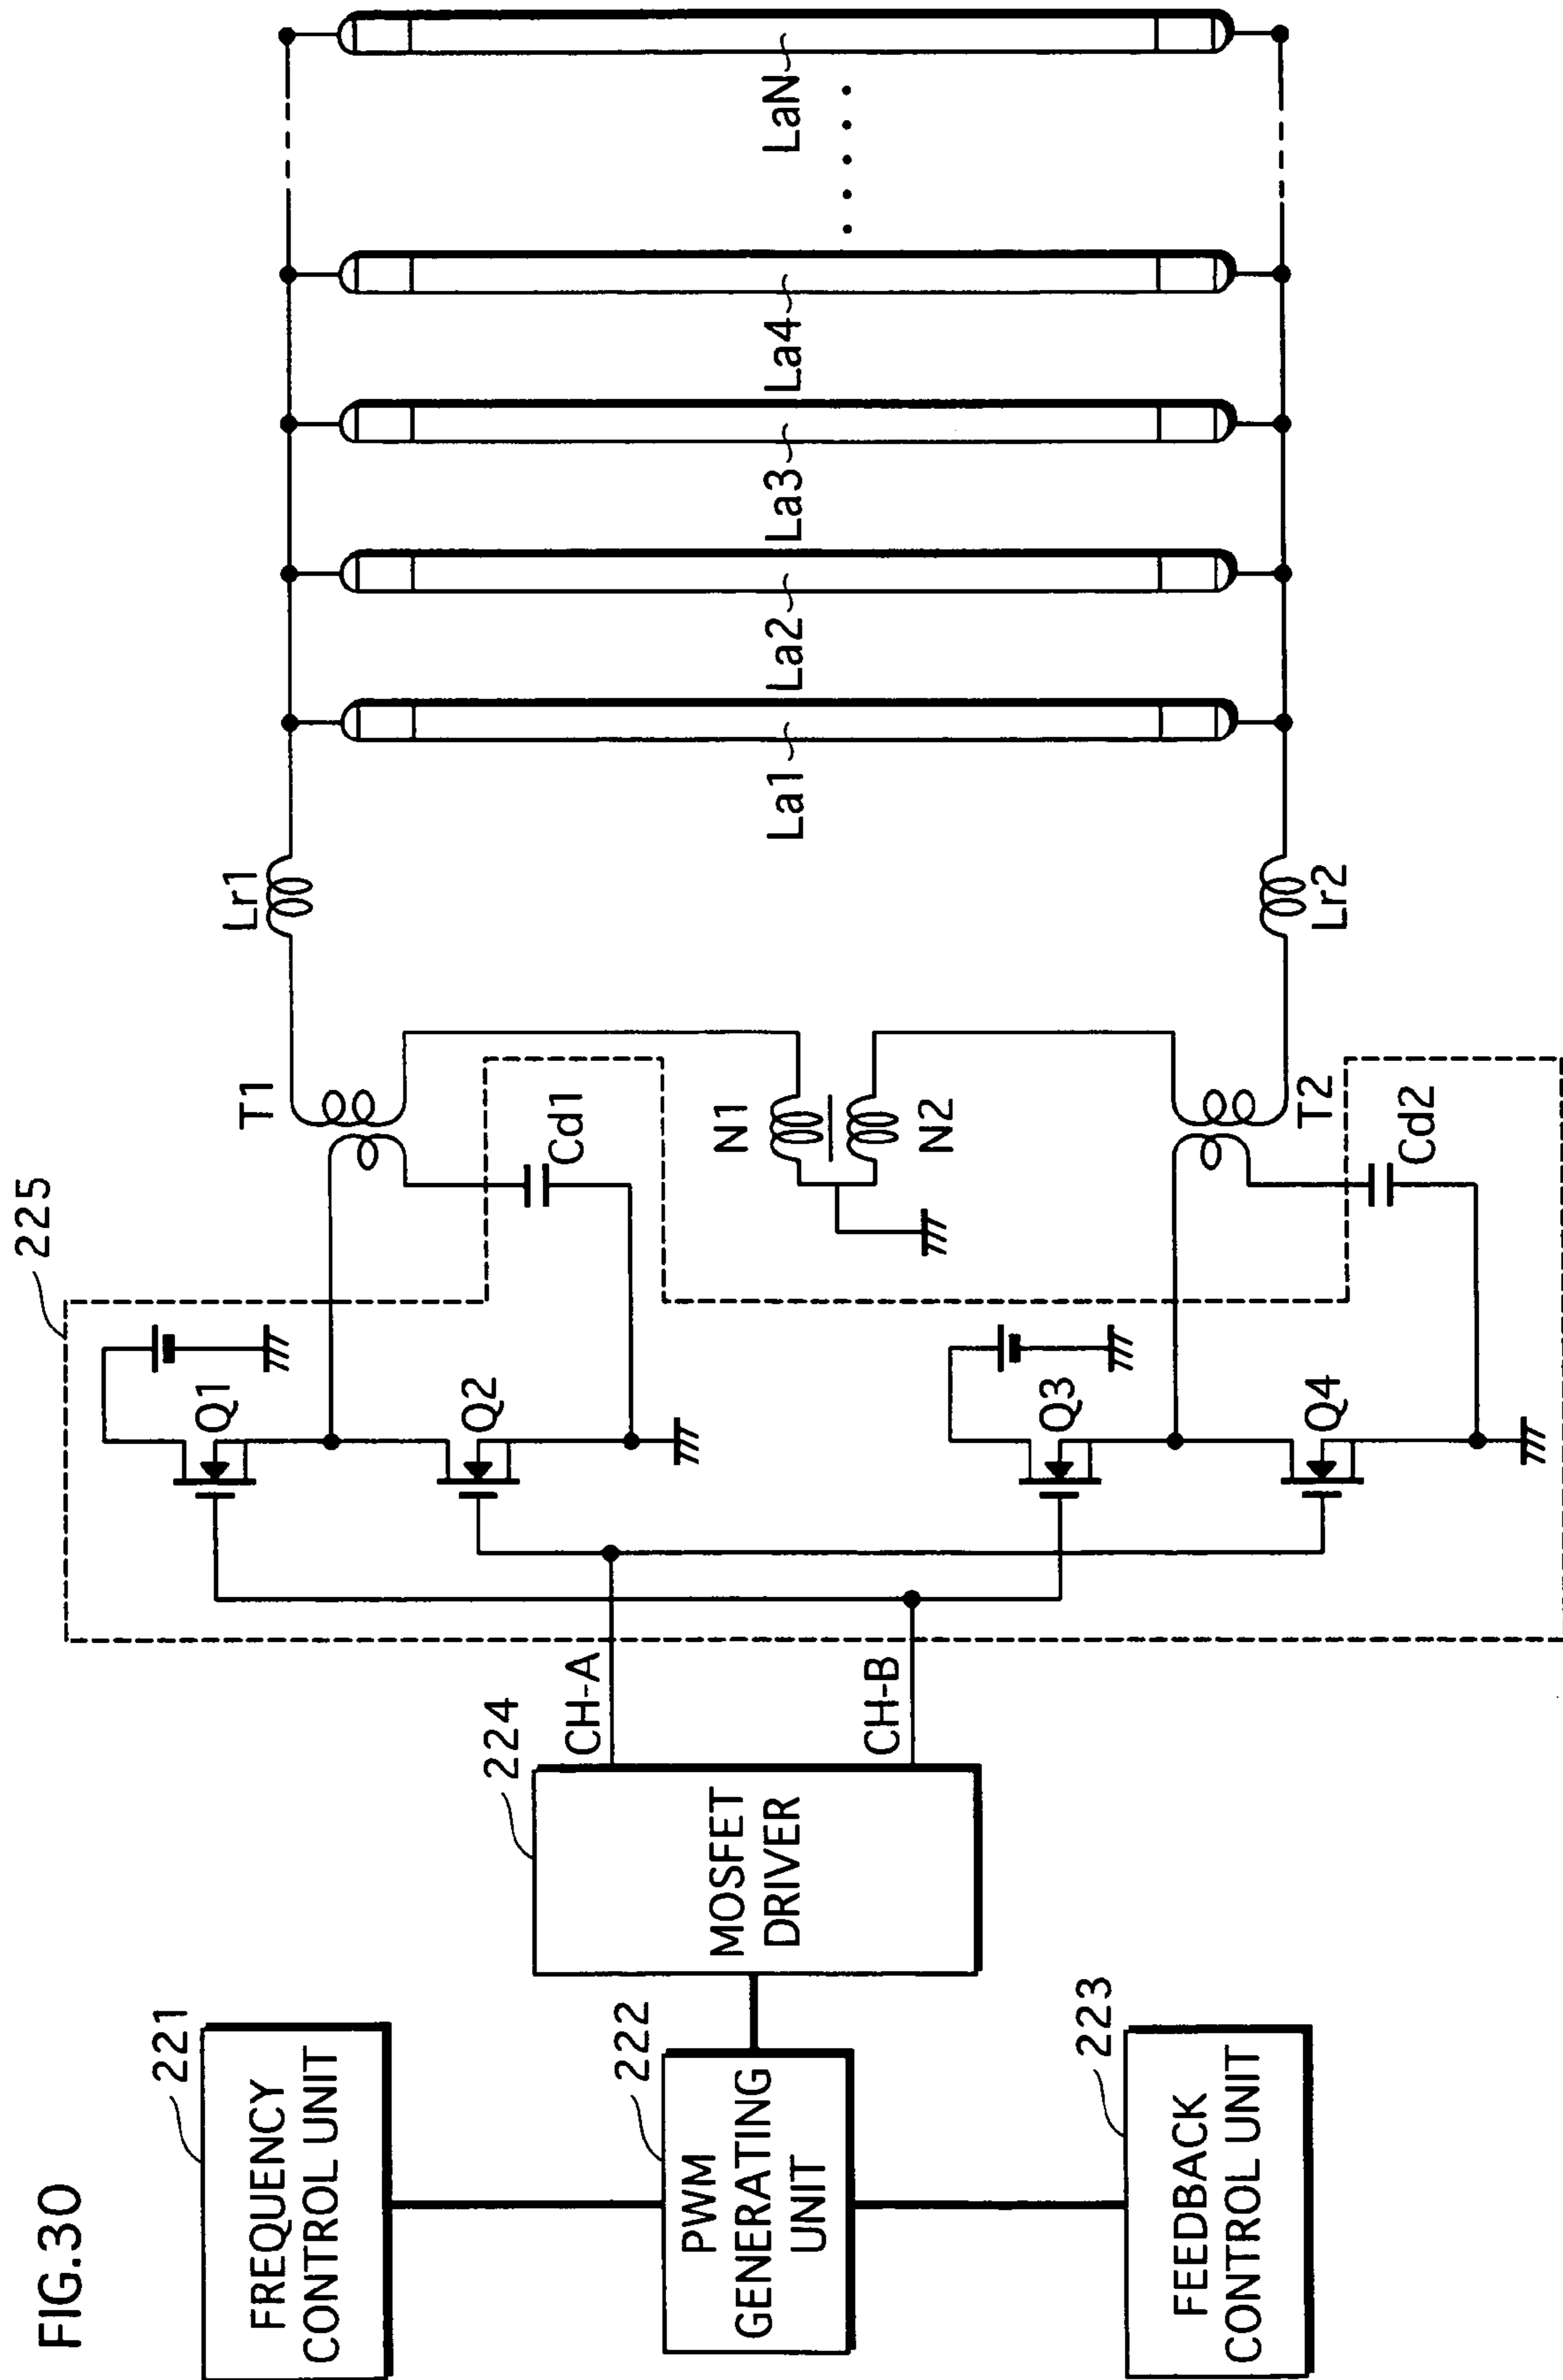 FIG.30
221
FREQUENCY
CONTROL UNIT
222
PWM
GENERATING
UNIT
223
FEEDBACK
CONTROL UNIT
224
MOSFET
DRIVER
CH-A
CH-B
225
Q1
Q2
Q3
Q4
T1
Cd1
N1
N2
T2
Cd2
Lr1
Lr2
La1
La2
La3
La4
LaN